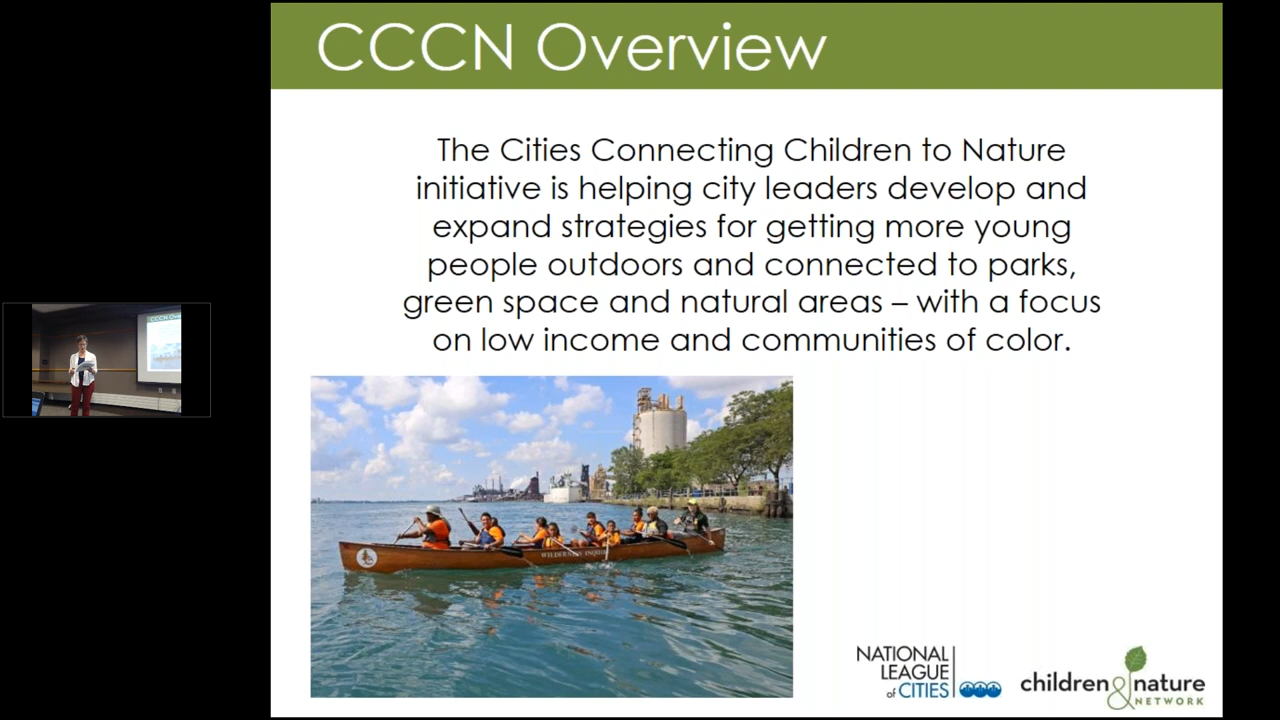 CCCN Overview
The Cities Connecting Children to Nature
initiative is helping city leaders develop and
expand strategies for getting more young
people outdoors and connected to parks,
green space and natural areas – with a focus
on low income and communities of color.
WILDERNESS INQUIRY
NATIONAL
LEAGUE
of CITIES
children & nature
NETWORK